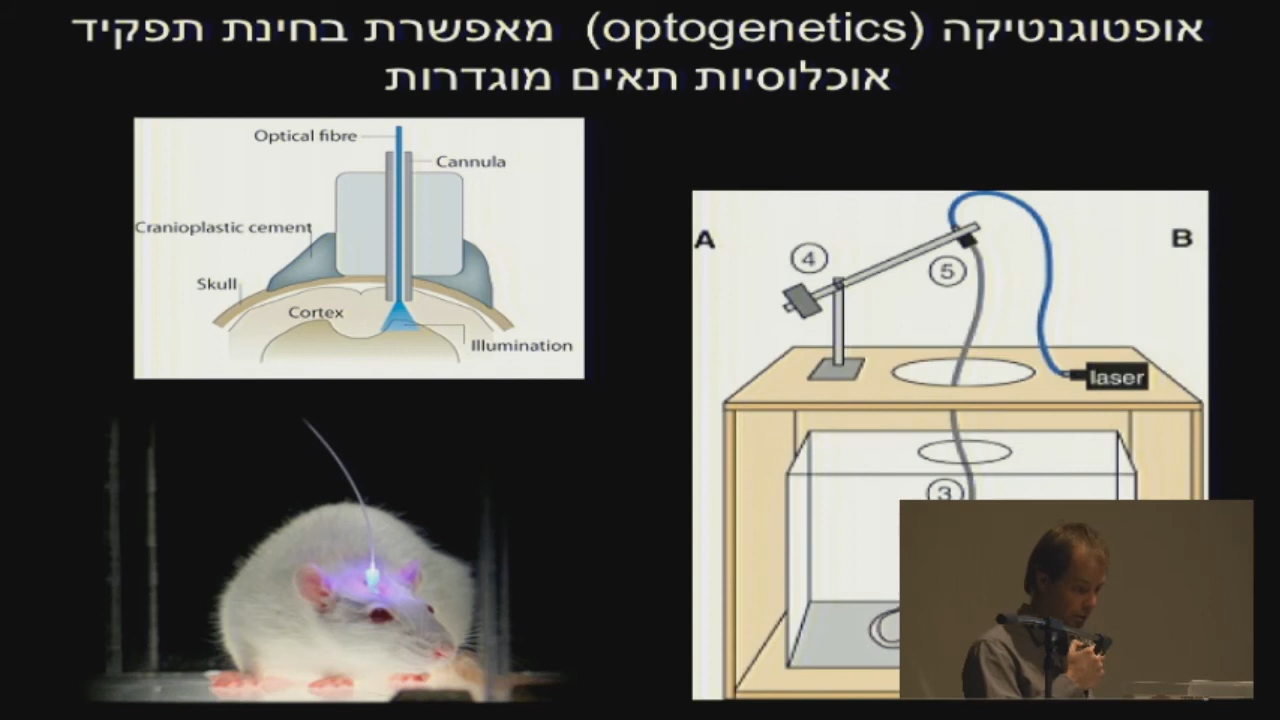 אופטוגנטיקה (optogenetics) מאפשרת בחינת תפקיד
אוכלוסיות תאים מוגדרות
Optical fibre
Cannula
Cranioplastic cement
Skull
Cortex
Illumination
A
B
4
5
laser
3